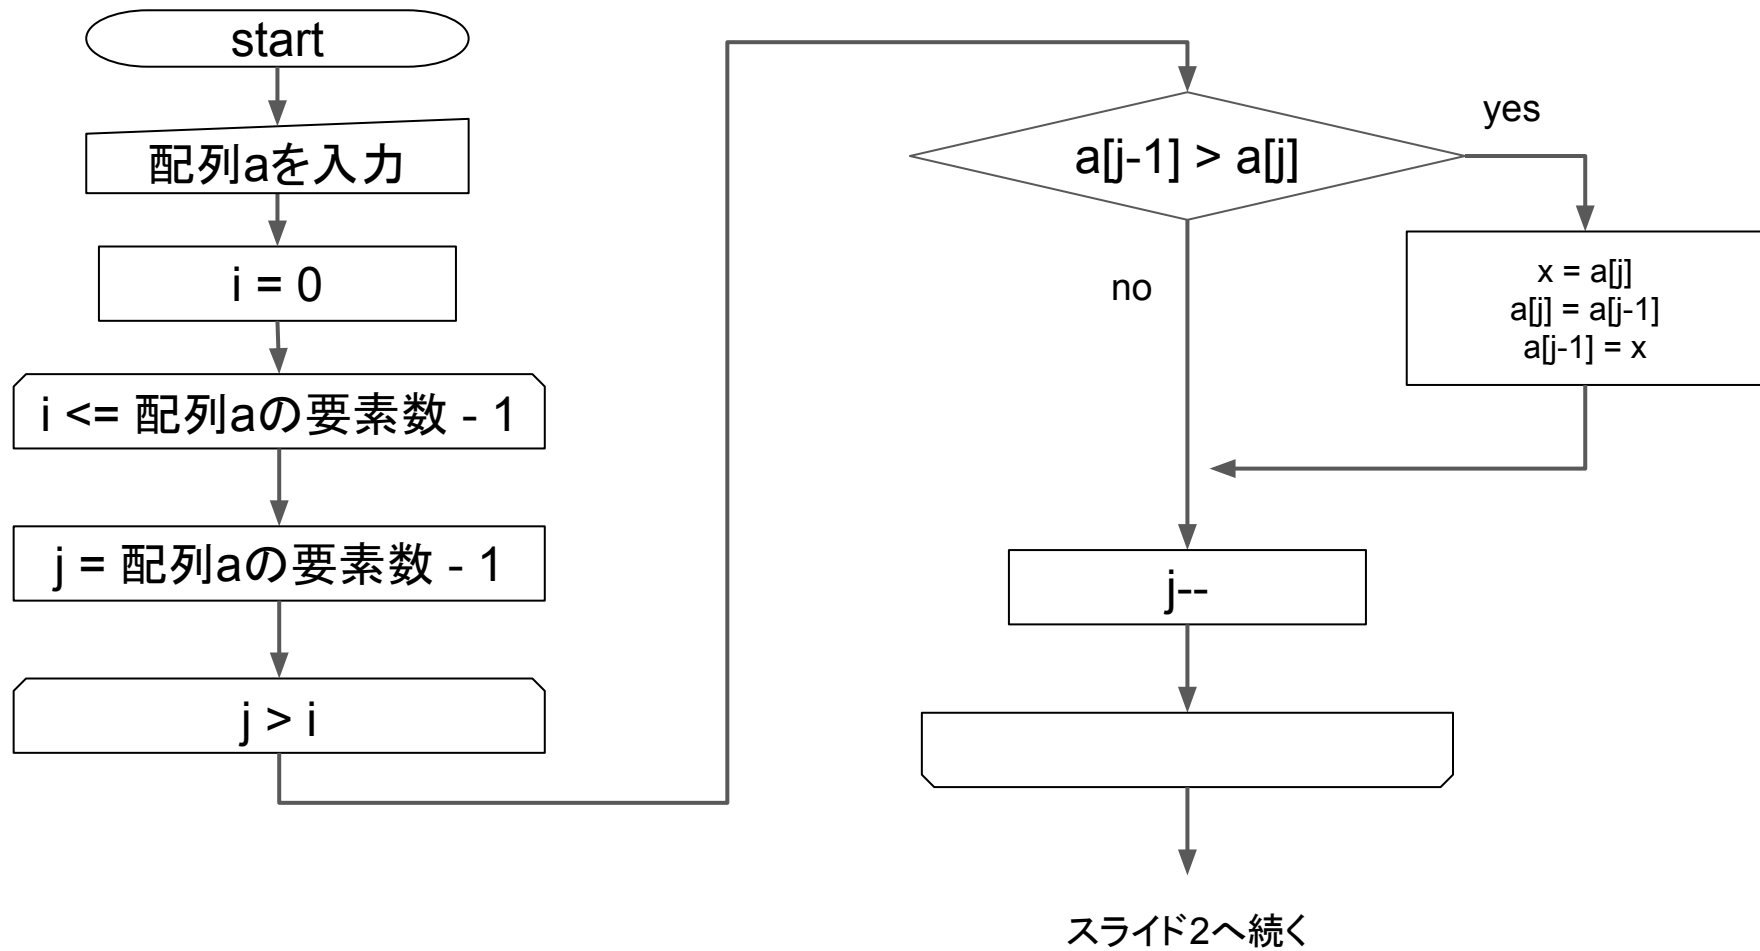 start
配列aを入力
i = 0
i <= 配列aの要素数 - 1
j = 配列aの要素数 - 1
j > i
a[j-1] > a[j]
yes
no
x = a[j]
a[j] = a[j-1]
a[j-1] = x
j--
スライド2へ続く